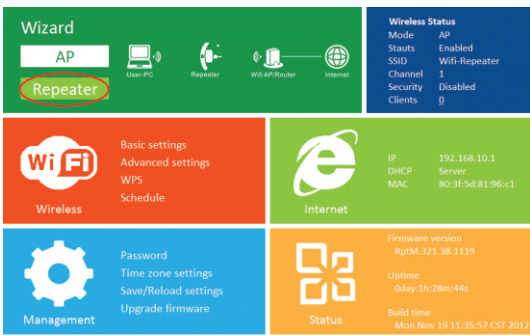 Wizard
AP
Repeater
User-PC
Repeater
Wifi AP/Router
Internet
Wireless Status
Mode AP
Stauts Enabled
SSID Wifi-Repeater
Channel 1
Security Disabled
Clients 0
Wi Fi
Wireless
Basic settings
Advanced settings
WPS
Schedule
Internet
IP 192.168.10.1
DHCP Server
MAC 80:3f:5d:81:96:c1
Management
Password
Time zone settings
Save/Reload settings
Upgrade firmware
Status
Firmware version
RptM.321.38.1119
Uptime
0day:1h:28m:44s
Build time
Mon Nov 19 11:35:57 CST 2012